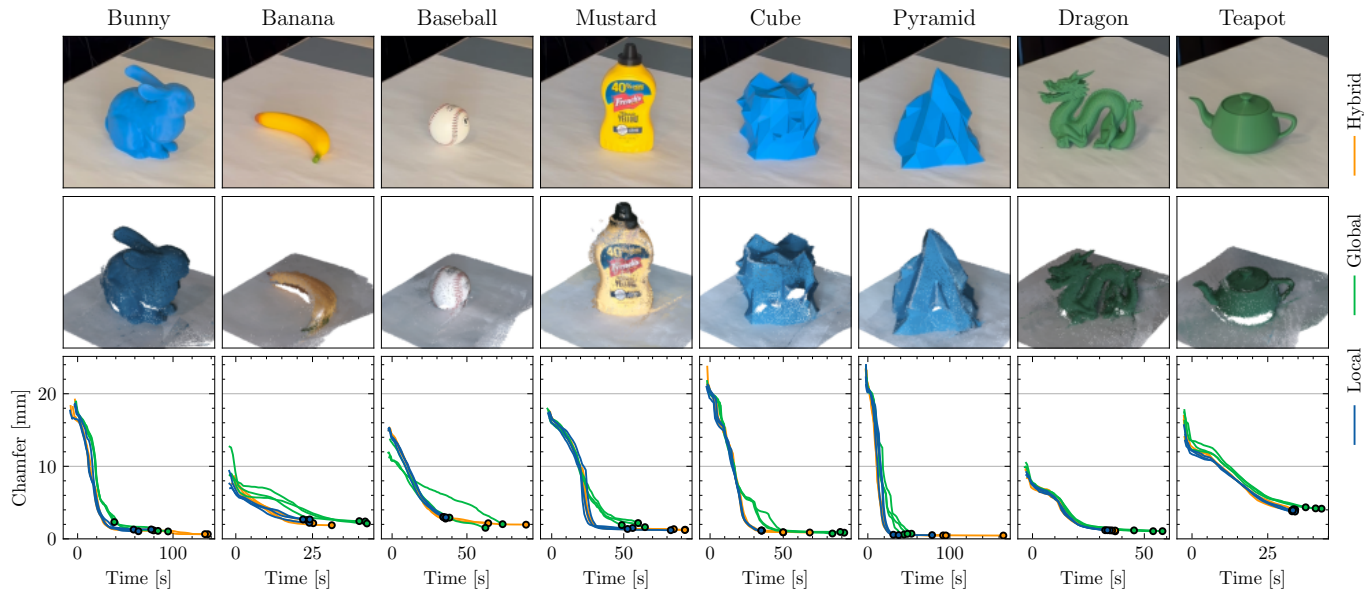 Bunny Banana Baseball Mustard Cube Pyramid Dragon Teapot
40
French's
40
French's
20
10
0
Chamfer [mm]
0 100 0 25 0 50 0 50 0 50 0 100 0 50 25
Time [s] Time [s] Time [s] Time [s] Time [s] Time [s] Time [s] Time [s]
Local Global Hybrid